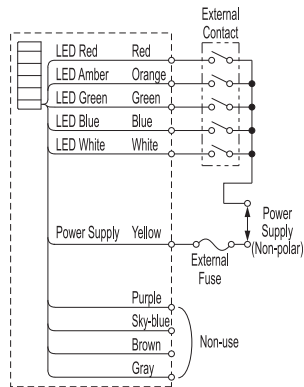 External
Contact
LED Red Red
LED Amber Orange
LED Green Green
LED Blue Blue
LED White White
Power Supply Yellow
External
Fuse
Power
Supply
(Non-polar)
Purple
Sky-blue
Brown
Gray
Non-use